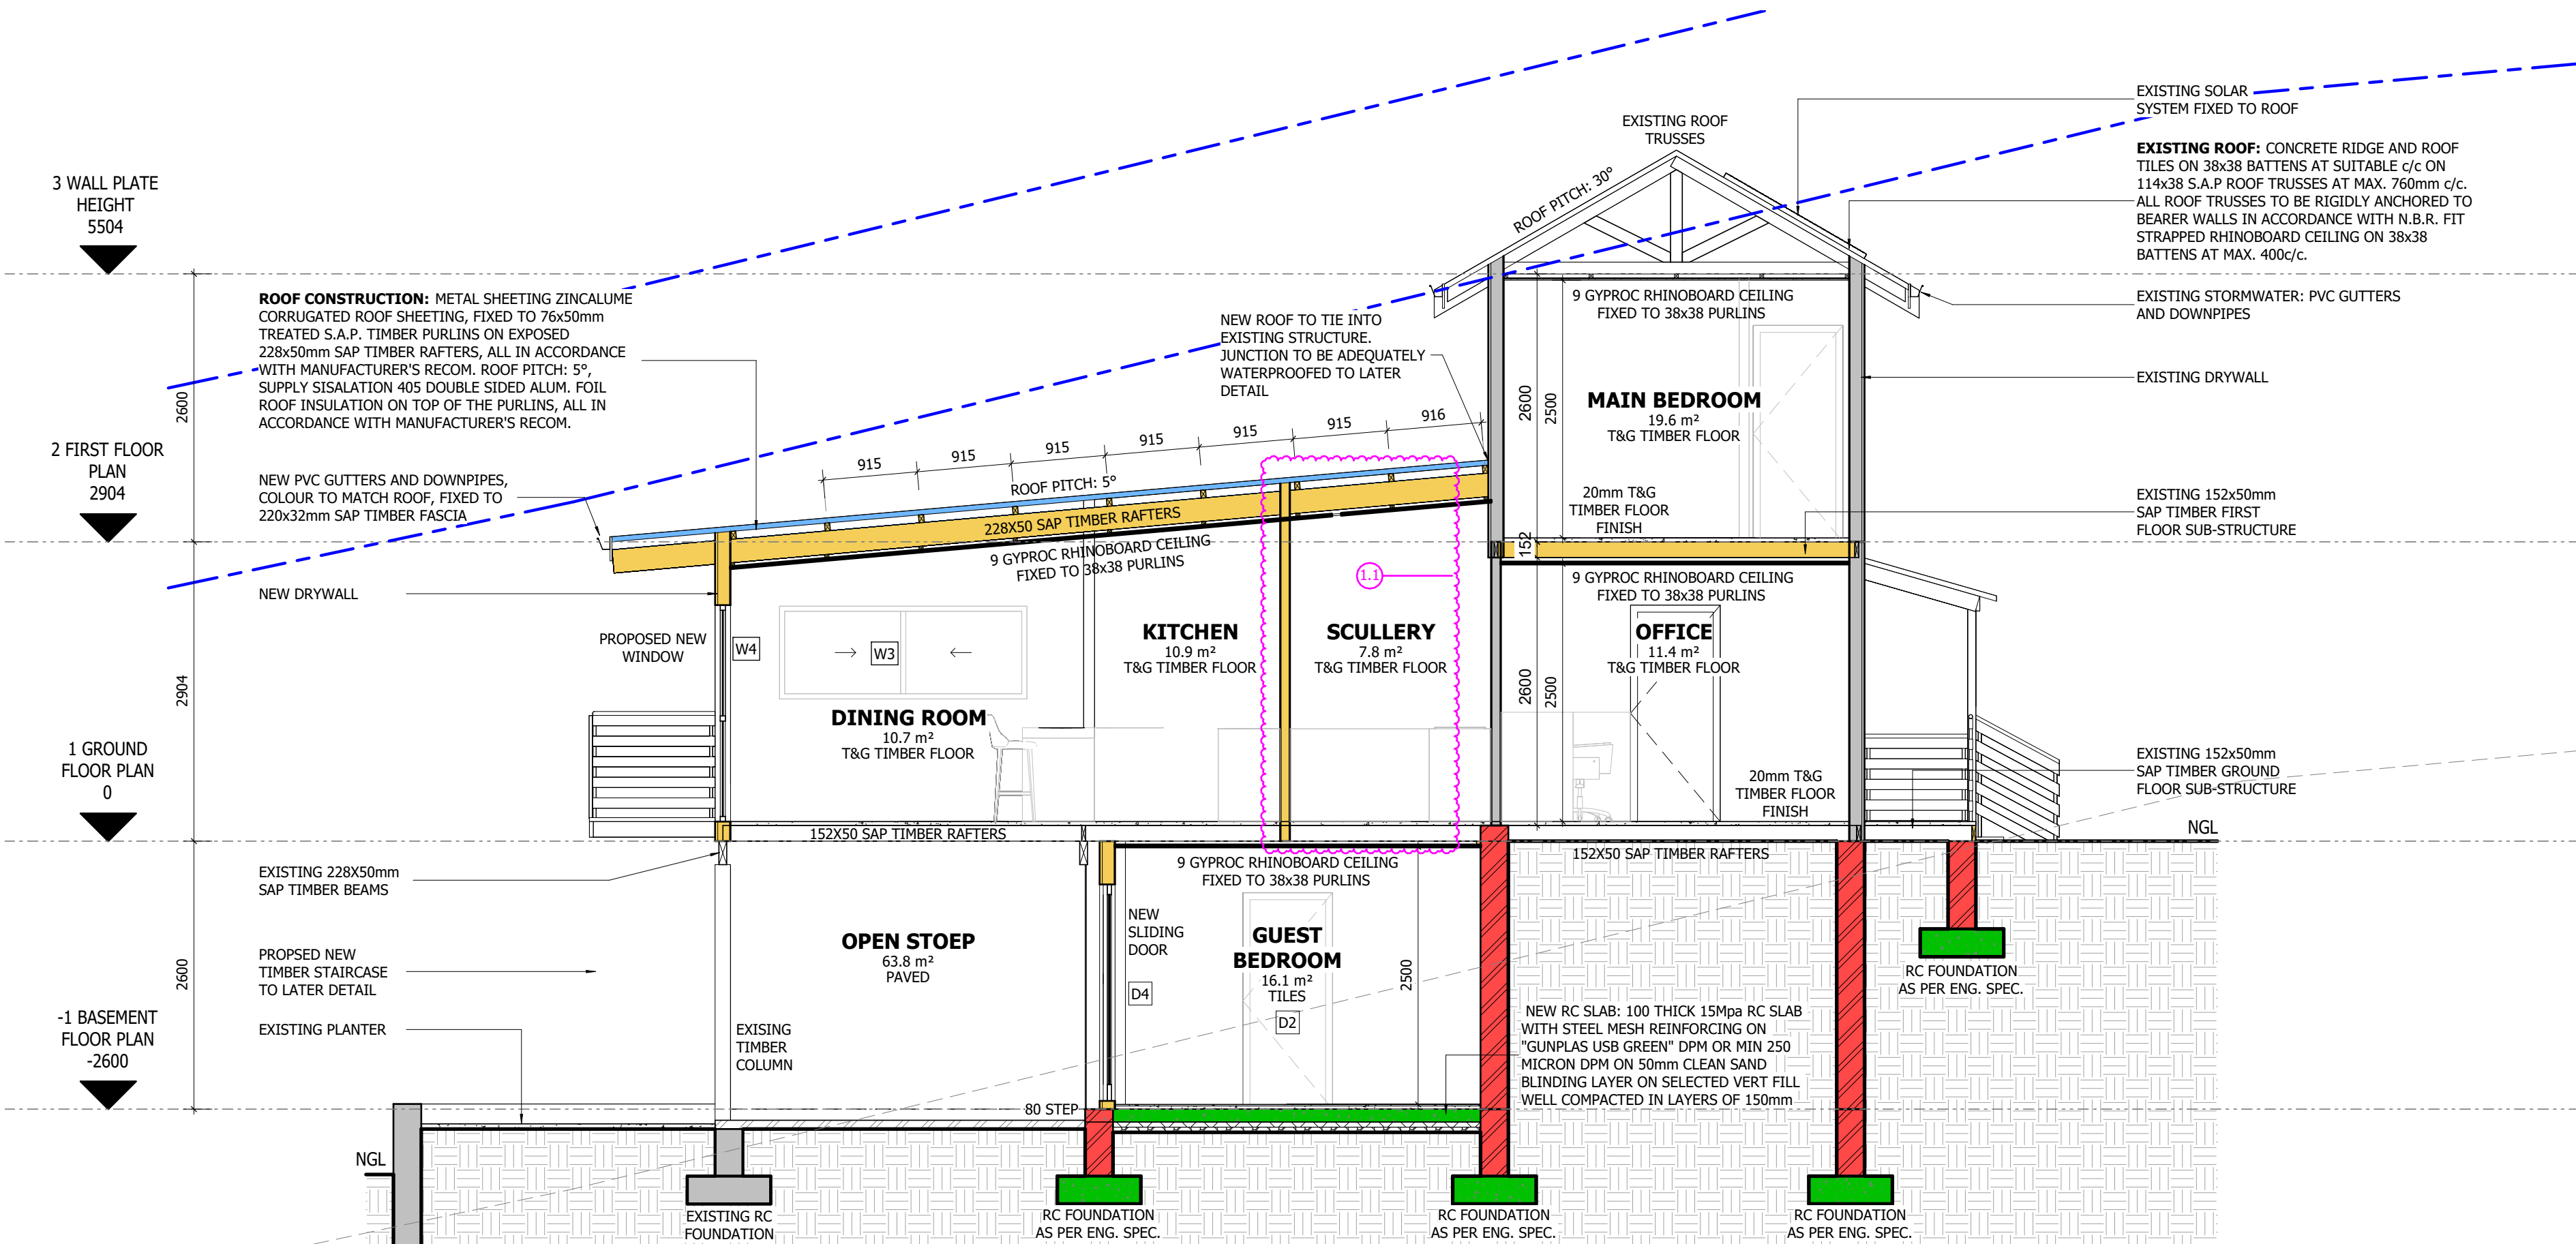 3 WALL PLATE
HEIGHT
5504
2 FIRST FLOOR
PLAN
2904
1 GROUND
FLOOR PLAN
0
-1 BASEMENT
FLOOR PLAN
-2600
2600
2904
2600
ROOF CONSTRUCTION: METAL SHEETING ZINCALUME
CORRUGATED ROOF SHEETING, FIXED TO 76x50mm
TREATED S.A.P. TIMBER PURLINS ON EXPOSED
228x50mm SAP TIMBER RAFTERS, ALL IN ACCORDANCE
WITH MANUFACTURER'S RECOM. ROOF PITCH: 5°,
SUPPLY SISALATION 405 DOUBLE SIDED ALUM. FOIL
ROOF INSULATION ON TOP OF THE PURLINS, ALL IN
ACCORDANCE WITH MANUFACTURER'S RECOM.
NEW PVC GUTTERS AND DOWNPIPES,
COLOUR TO MATCH ROOF, FIXED TO
220x32mm SAP TIMBER FASCIA
NEW DRYWALL
PROPOSED NEW
WINDOW
EXISTING 228X50mm
SAP TIMBER BEAMS
PROPSED NEW
TIMBER STAIRCASE
TO LATER DETAIL
EXISTING PLANTER
NGL
915
915
915
915
915
915
916
ROOF PITCH: 5°
228X50 SAP TIMBER RAFTERS
9 GYPROC RHINOBOARD CEILING
FIXED TO 38x38 PURLINS
NEW ROOF TO TIE INTO
EXISTING STRUCTURE.
JUNCTION TO BE ADEQUATELY
WATERPROOFED TO LATER
DETAIL
W4
W3
DINING ROOM
10.7 m²
T&G TIMBER FLOOR
KITCHEN
10.9 m²
T&G TIMBER FLOOR
1.1
SCULLERY
7.8 m²
T&G TIMBER FLOOR
152X50 SAP TIMBER RAFTERS
EXISTING ROOF
TRUSSES
ROOF PITCH: 30°
9 GYPROC RHINOBOARD CEILING
FIXED TO 38x38 PURLINS
2600
2500
MAIN BEDROOM
19.6 m²
T&G TIMBER FLOOR
20mm T&G
TIMBER FLOOR
FINISH
152
9 GYPROC RHINOBOARD CEILING
FIXED TO 38x38 PURLINS
2600
2500
OFFICE
11.4 m²
T&G TIMBER FLOOR
20mm T&G
TIMBER FLOOR
FINISH
152X50 SAP TIMBER RAFTERS
OPEN STOEP
63.8 m²
PAVED
EXISING
TIMBER
COLUMN
80 STEP
9 GYPROC RHINOBOARD CEILING
FIXED TO 38x38 PURLINS
NEW
SLIDING
DOOR
D4
GUEST
BEDROOM
16.1 m²
TILES
D2
2500
NEW RC SLAB: 100 THICK 15Mpa RC SLAB
WITH STEEL MESH REINFORCING ON
"GUNPLAS USB GREEN" DPM OR MIN 250
MICRON DPM ON 50mm CLEAN SAND
BLINDING LAYER ON SELECTED VERT FILL
WELL COMPACTED IN LAYERS OF 150mm
EXISTING RC
FOUNDATION
RC FOUNDATION
AS PER ENG. SPEC.
RC FOUNDATION
AS PER ENG. SPEC.
RC FOUNDATION
AS PER ENG. SPEC.
RC FOUNDATION
AS PER ENG. SPEC.
EXISTING SOLAR
SYSTEM FIXED TO ROOF
EXISTING ROOF: CONCRETE RIDGE AND ROOF
TILES ON 38x38 BATTENS AT SUITABLE c/c ON
114x38 S.A.P ROOF TRUSSES AT MAX. 760mm c/c.
ALL ROOF TRUSSES TO BE RIGIDLY ANCHORED TO
BEARER WALLS IN ACCORDANCE WITH N.B.R. FIT
STRAPPED RHINOBOARD CEILING ON 38x38
BATTENS AT MAX. 400c/c.
EXISTING STORMWATER: PVC GUTTERS
AND DOWNPIPES
EXISTING DRYWALL
EXISTING 152x50mm
SAP TIMBER FIRST
FLOOR SUB-STRUCTURE
EXISTING 152x50mm
SAP TIMBER GROUND
FLOOR SUB-STRUCTURE
NGL